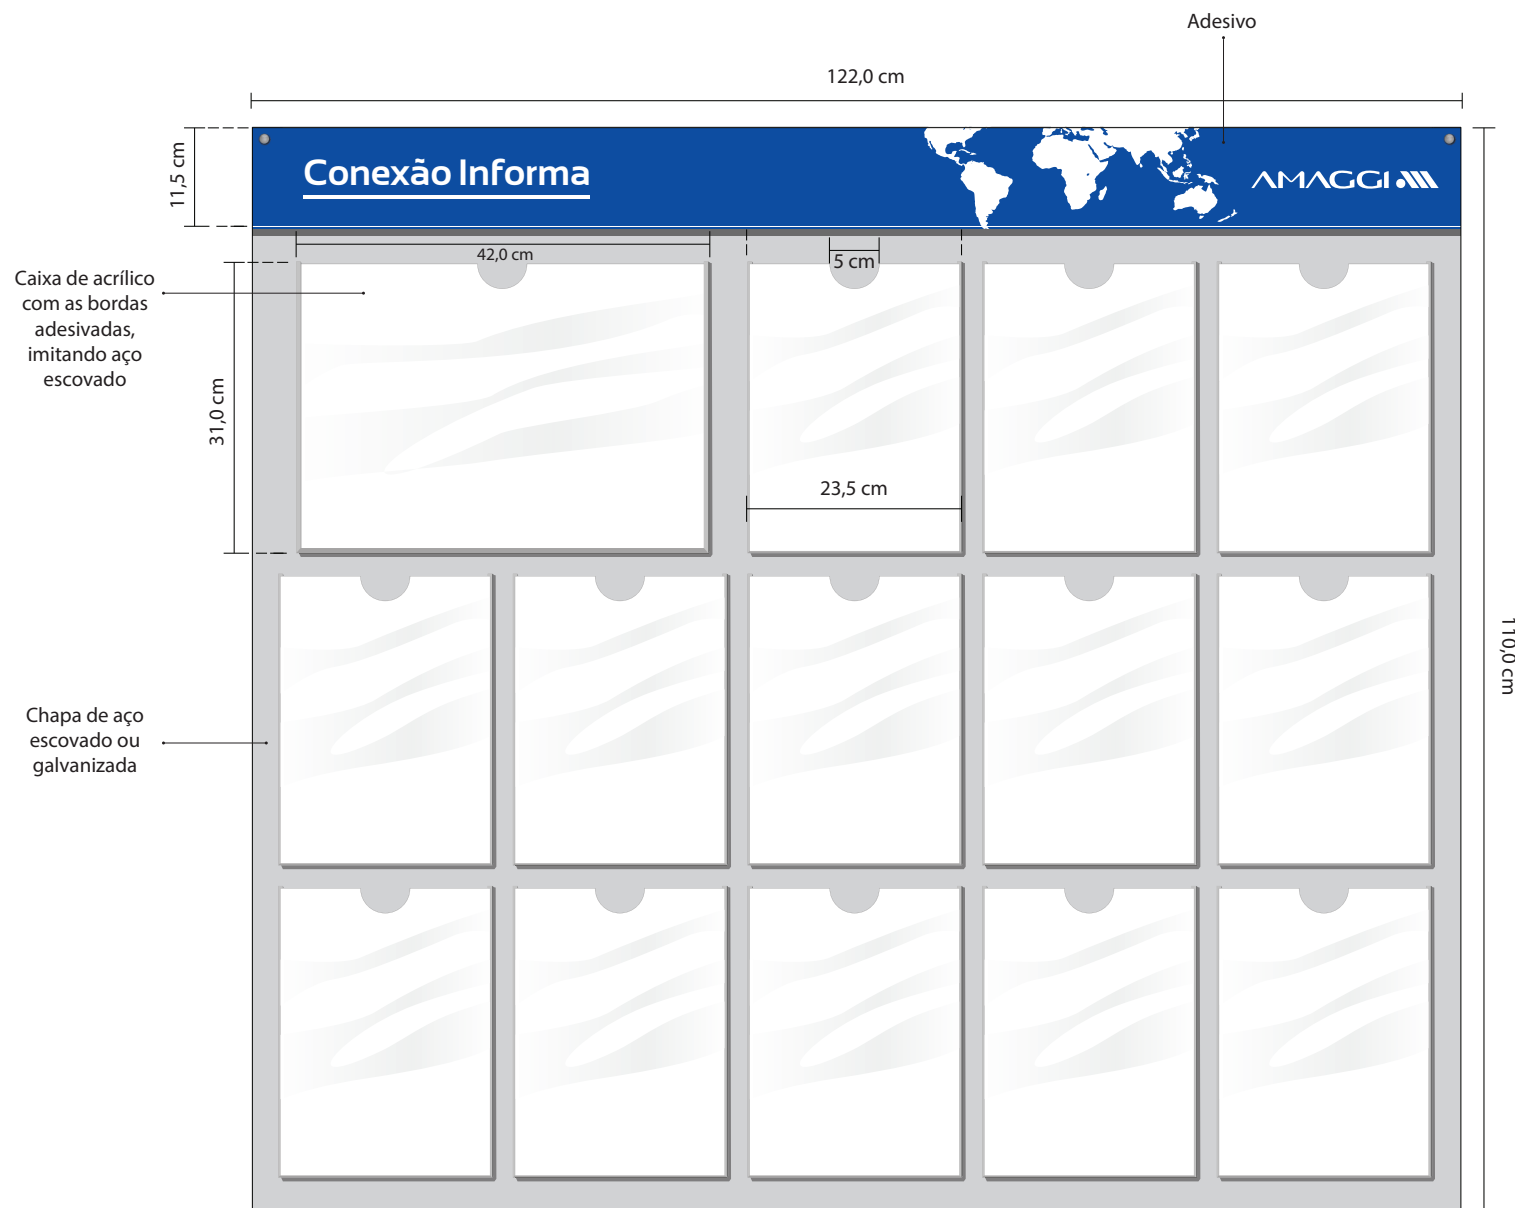 Adesivo
122,0 cm
11,5 cm
Conexão Informa
AMAGGI
42,0 cm
5 cm
Caixa de acrílico
com as bordas
adesivadas,
imitando aço
escovado
31,0 cm
23,5 cm
110,0 cm
Chapa de aço
escovado ou
galvanizada